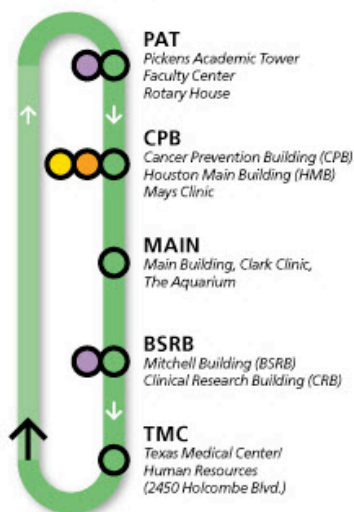 PAT
Pickens Academic Tower
Faculty Center
Rotary House
CPB
Cancer Prevention Building (CPB)
Houston Main Building (HMB)
Mays Clinic
MAIN
Main Building, Clark Clinic,
The Aquarium
BSRB
Mitchell Building (BSRB)
Clinical Research Building (CRB)
TMC
Texas Medical Center/
Human Resources
(2450 Holcombe Blvd.)